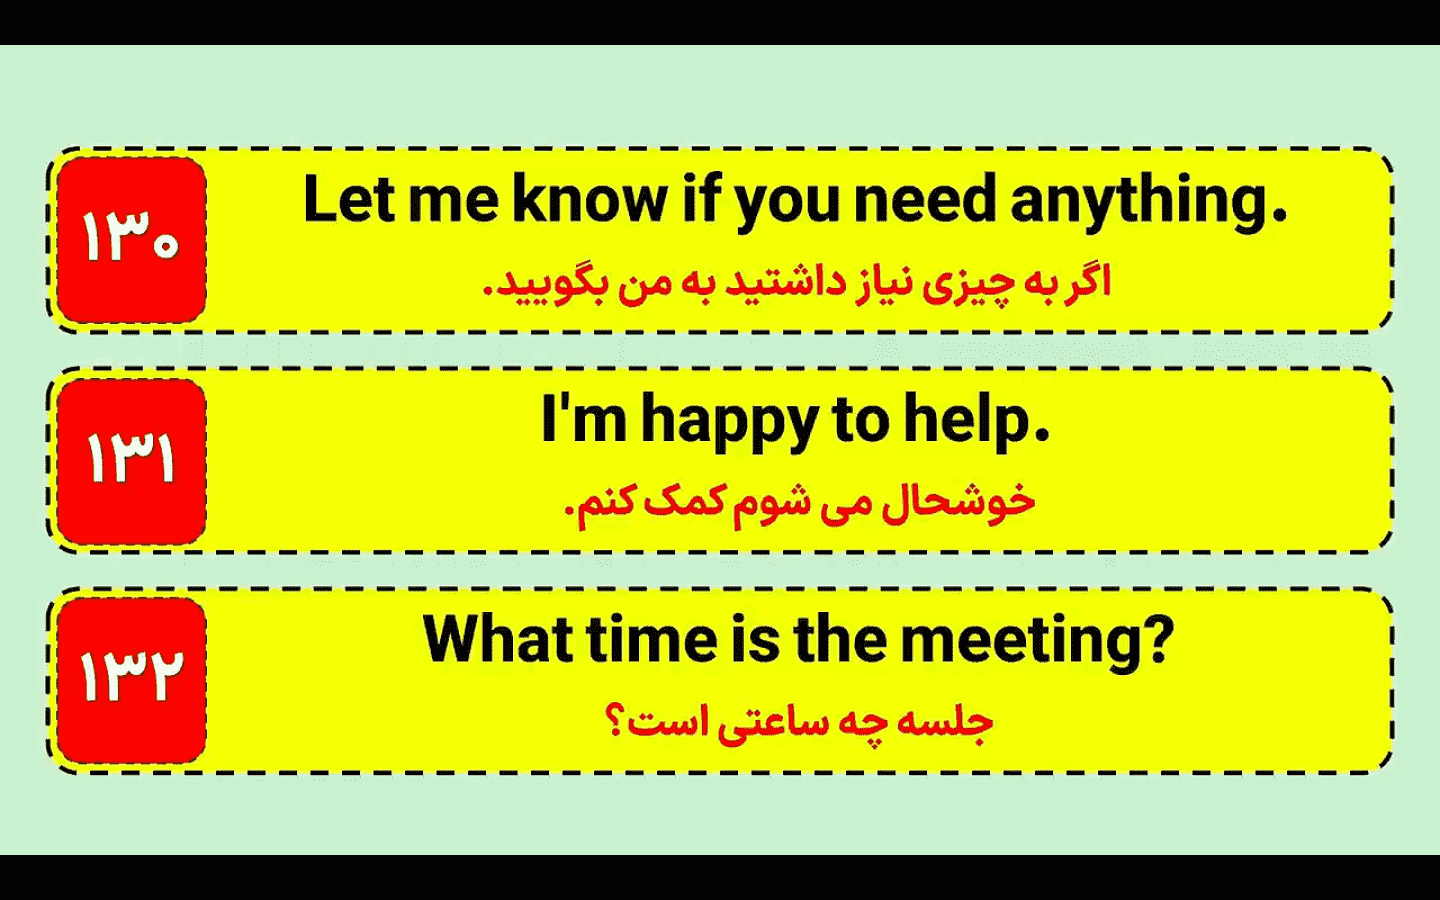 ۱۳۰
Let me know if you need anything.
اگر به چیزی نیاز داشتید به من بگویید.
۱۳۱
I'm happy to help.
خوشحال می شوم کمک کنم.
۱۳۲
What time is the meeting?
جلسه چه ساعتی است؟